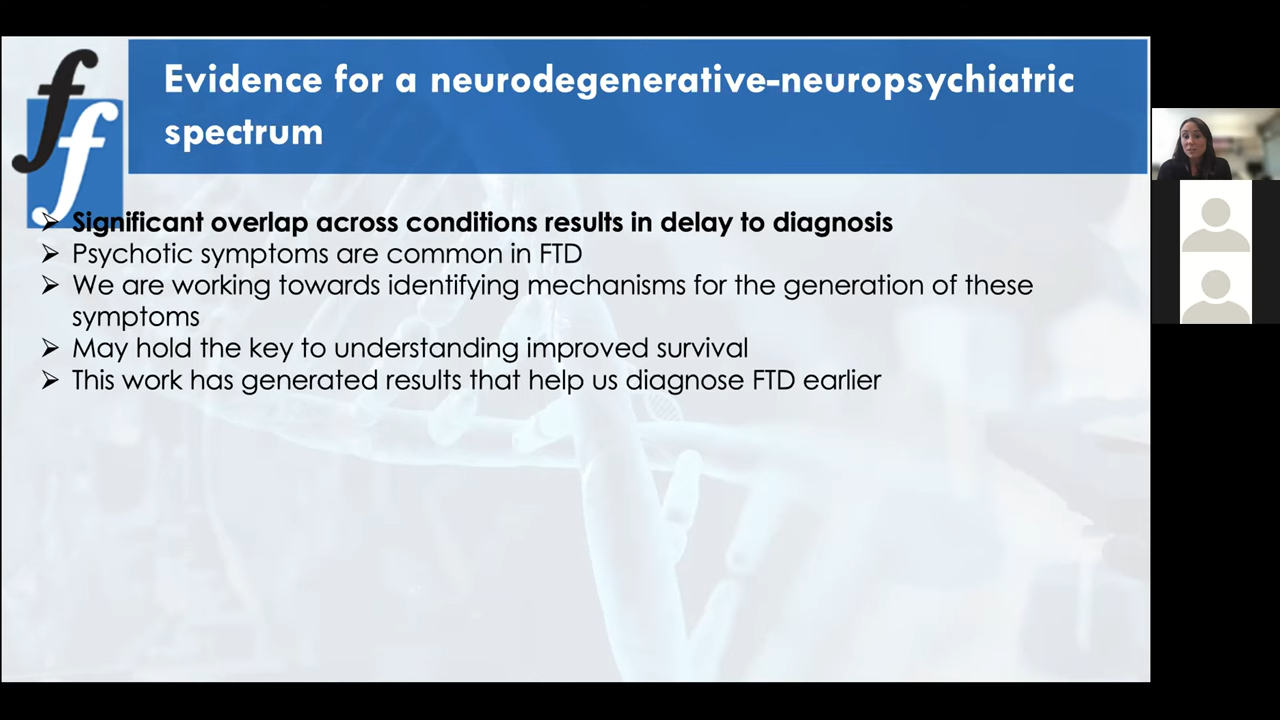 Evidence for a neurodegenerative-neuropsychiatric
spectrum
ff
➢ Significant overlap across conditions results in delay to diagnosis
➢ Psychotic symptoms are common in FTD
➢ We are working towards identifying mechanisms for the generation of these
symptoms
➢ May hold the key to understanding improved survival
➢ This work has generated results that help us diagnose FTD earlier